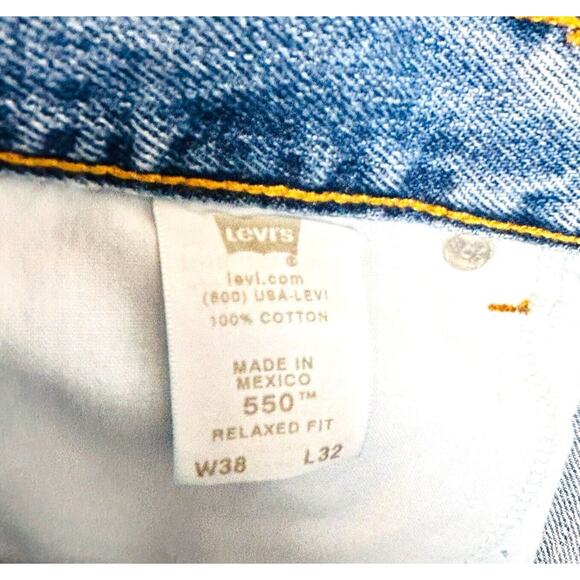 Levi's
®
levi.com
(800) USA-LEVI
100% COTTON
MADE IN
MEXICO
550™
RELAXED FIT
W38 L32